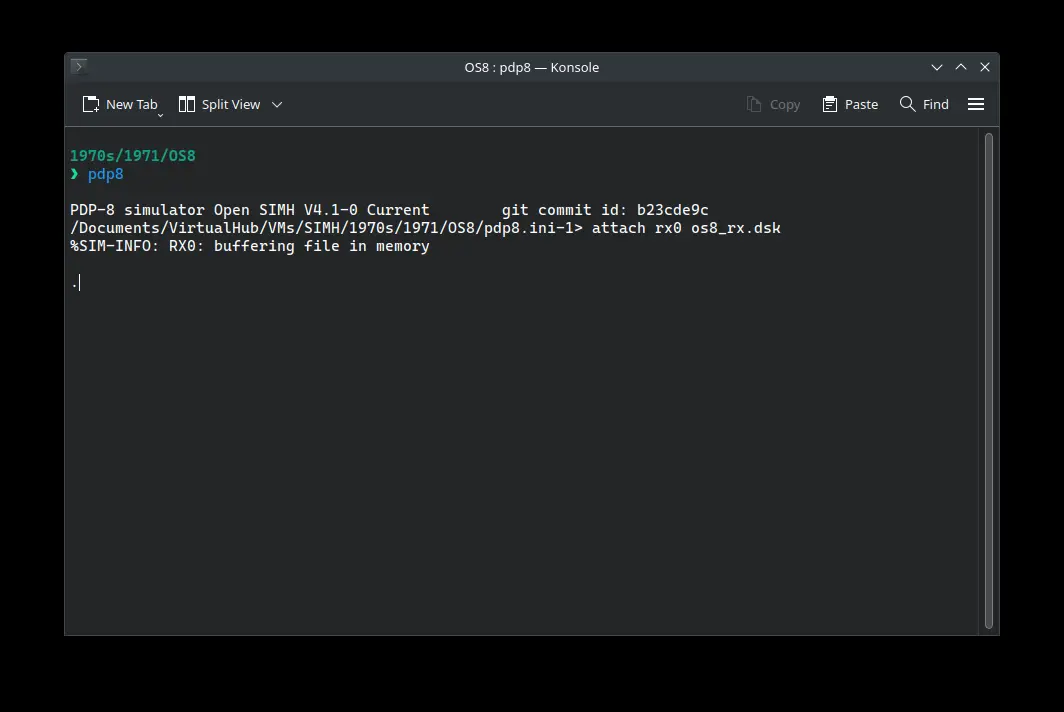 OS8 : pdp8 — Konsole
New Tab Split View Copy Paste Find
1970s/1971/OS8
❯ pdp8
PDP-8 simulator Open SIMH V4.1-0 Current        git commit id: b23cde9c
/Documents/VirtualHub/VMs/SIMH/1970s/1971/OS8/pdp8.ini-1> attach rx0 os8_rx.dsk
%SIM-INFO: RX0: buffering file in memory
.